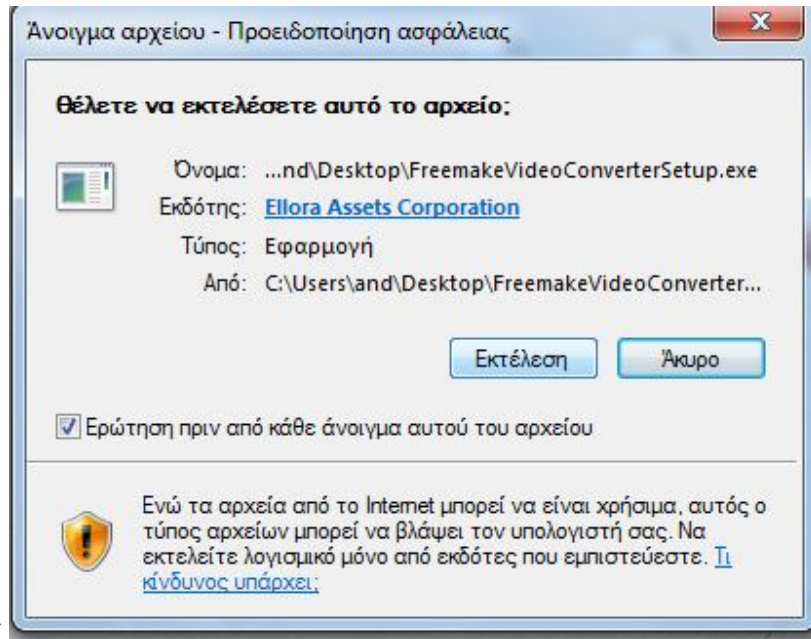 Άνοιγμα αρχείου - Προειδοποίηση ασφάλειας
Θέλετε να εκτελέσετε αυτό το αρχείο;
Όνομα: ...nd\Desktop\FreemakeVideoConverterSetup.exe
Εκδότης: Ellora Assets Corporation
Τύπος: Εφαρμογή
Από: C:\Users\and\Desktop\FreemakeVideoConverter...
Εκτέλεση Άκυρο
Ερώτηση πριν από κάθε άνοιγμα αυτού του αρχείου
Ενώ τα αρχεία από το Internet μπορεί να είναι χρήσιμα, αυτός ο
τύπος αρχείων μπορεί να βλάψει τον υπολογιστή σας. Να
εκτελείτε λογισμικό μόνο από εκδότες που εμπιστεύεστε. Τι
κίνδυνος υπάρχει;